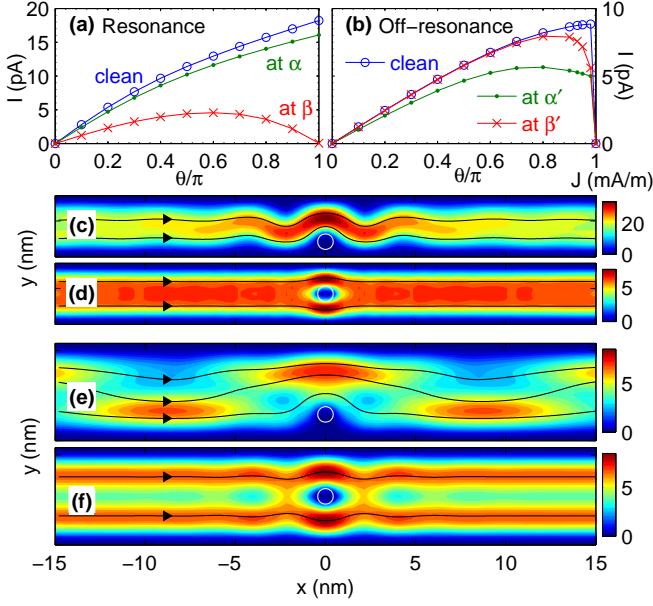 20
15
10
5
0
I (pA)
(a) Resonance
clean
at α
at β
0 0.2 0.4 0.6 0.8 1
θ/π
(b) Off−resonance
clean
at α′
at β′
0 0.2 0.4 0.6 0.8 1
θ/π
10
5
0
I (pA)
J (mA/m)
(c)
20
0
(d)
5
0
y (nm)
(e)
5
0
(f)
5
0
y (nm)
−15 −10 −5 0 5 10 15
x (nm)